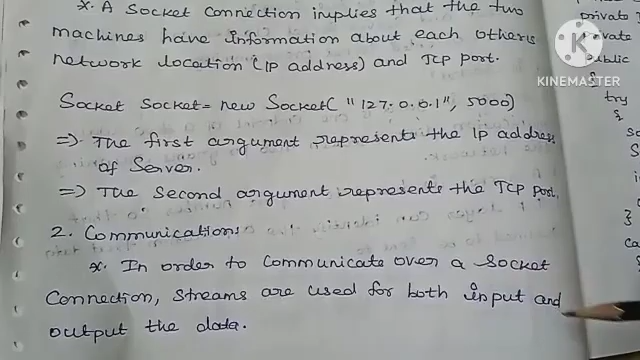 *. A Socket Connection implies that the two
machines have information about each others
network location (IP address) and TCP port.
Socket Socket = new Socket( "127.0.0.1", 5000)
=> The first argument represents the IP address
of Server.
=> The Second argument represents the TCP port.
2. Communication:
*. In order to Communicate over a Socket
Connection, streams are used for both input and
output the data.
KINEMASTER
private
private
public
{
try
{
}